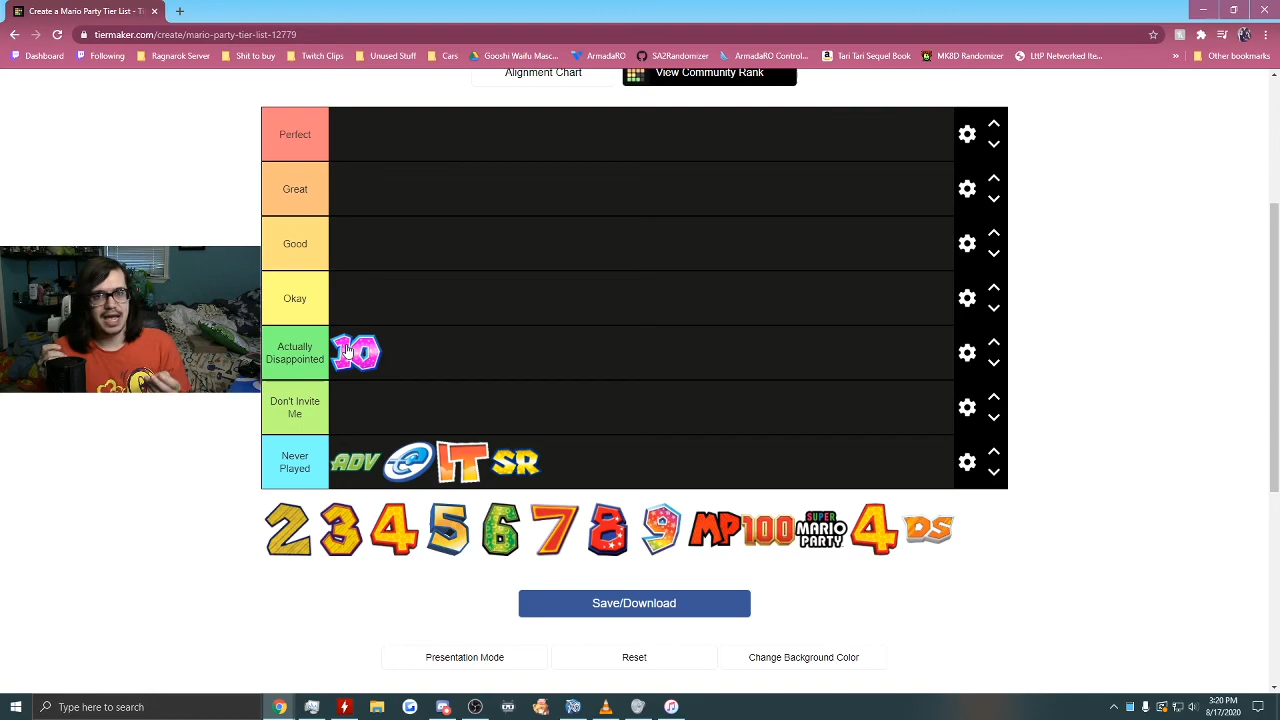 Create a Mario Party Tier List - Ti
tiermaker.com/create/mario-party-tier-list-12779
Dashboard Following Ragnarok Server Shit to buy Twitch Clips Unused Stuff Cars Gooshi Waifu Masc... ArmadaRO SA2Randomizer ArmadaRO Control... Tari Tari Sequel Book MK8D Randomizer LttP Networked Ite... » Other bookmarks
Alignment Chart View Community Rank
Perfect
Great
Good
Okay
Actually
Disappointed
10
Don't Invite
Me
Never
Played
ADV @ IT SR
2 3 4 5 6 7 8 9 MP 100 SUPER MARIO PARTY 4 DS
Save/Download
Presentation Mode Reset Change Background Color
Type here to search
3:20 PM
8/17/2020